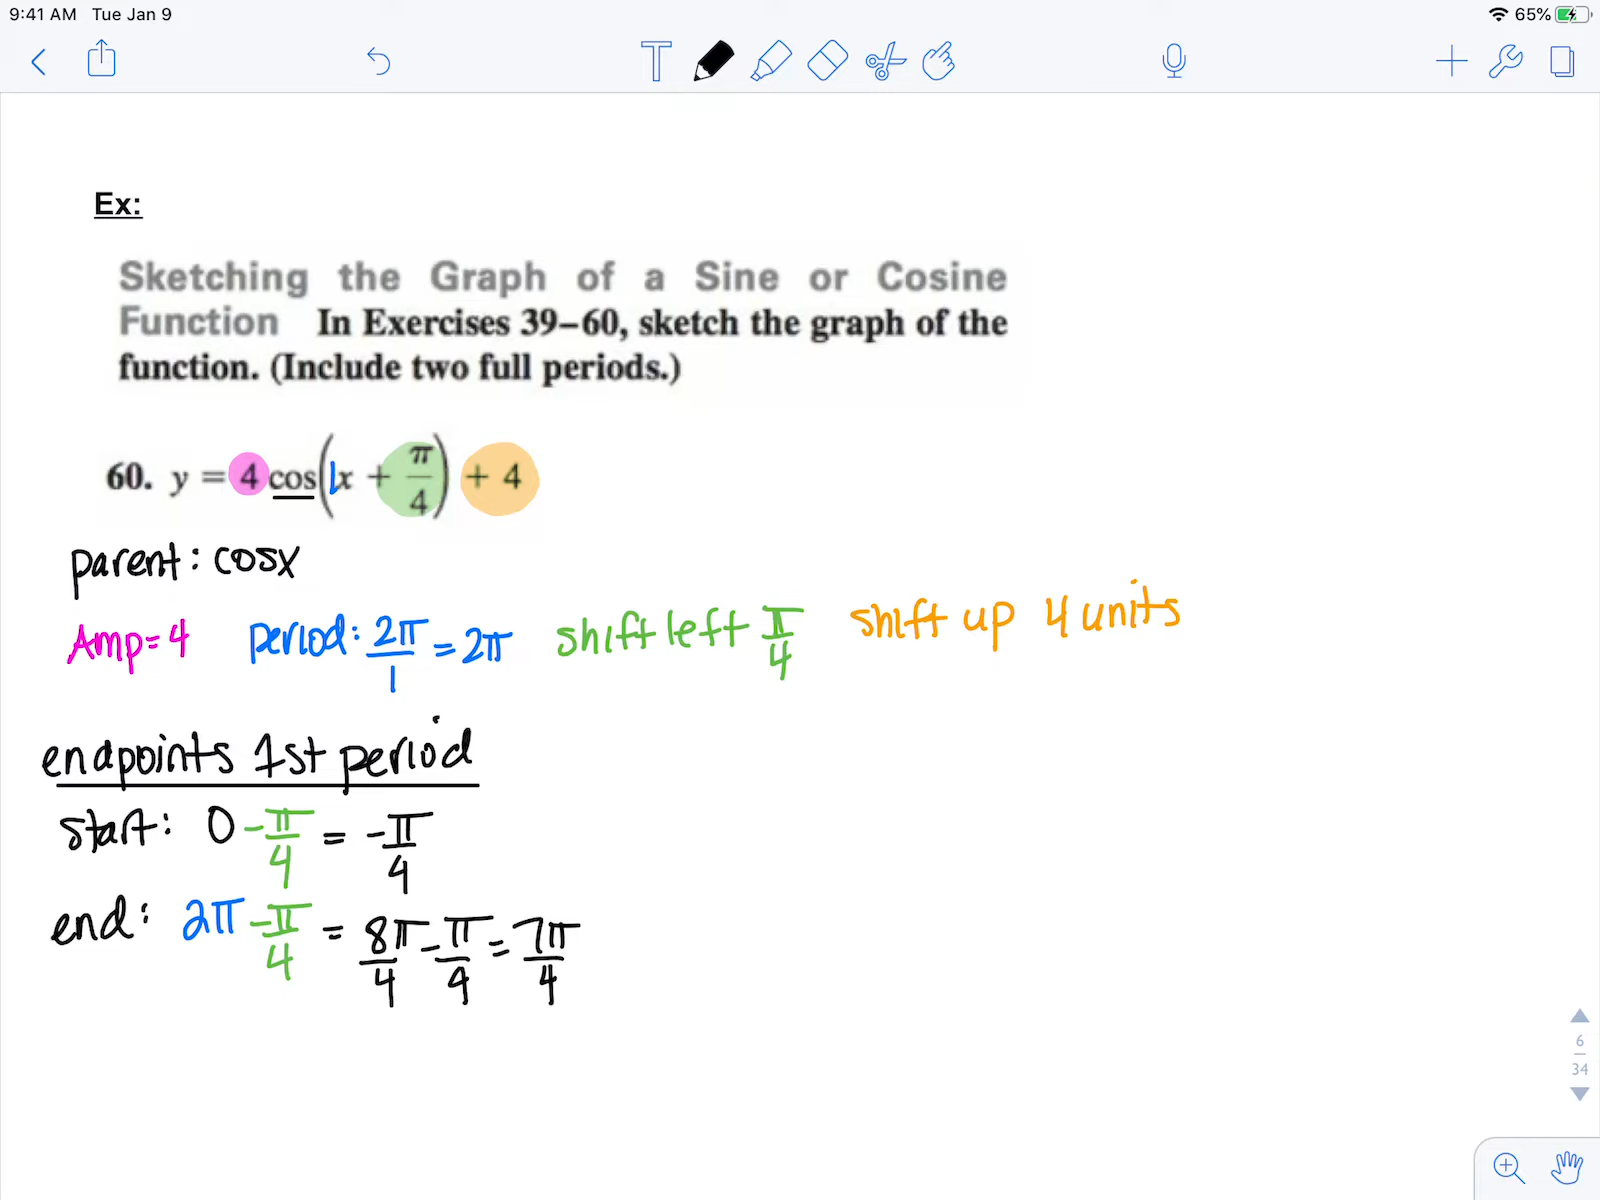 9:41 AM Tue Jan 9 65%
T
Ex:
Sketching the Graph of a Sine or Cosine
Function In Exercises 39–60, sketch the graph of the
function. (Include two full periods.)
60. y = 4 cos(1x + π/4) + 4
parent: cosx
Amp=4 period: 2π/1 = 2π shift left π/4 shift up 4 units
endpoints 1st period
start: 0 - π/4 = -π/4
end: 2π - π/4 = 8π/4 - π/4 = 7π/4
6
34